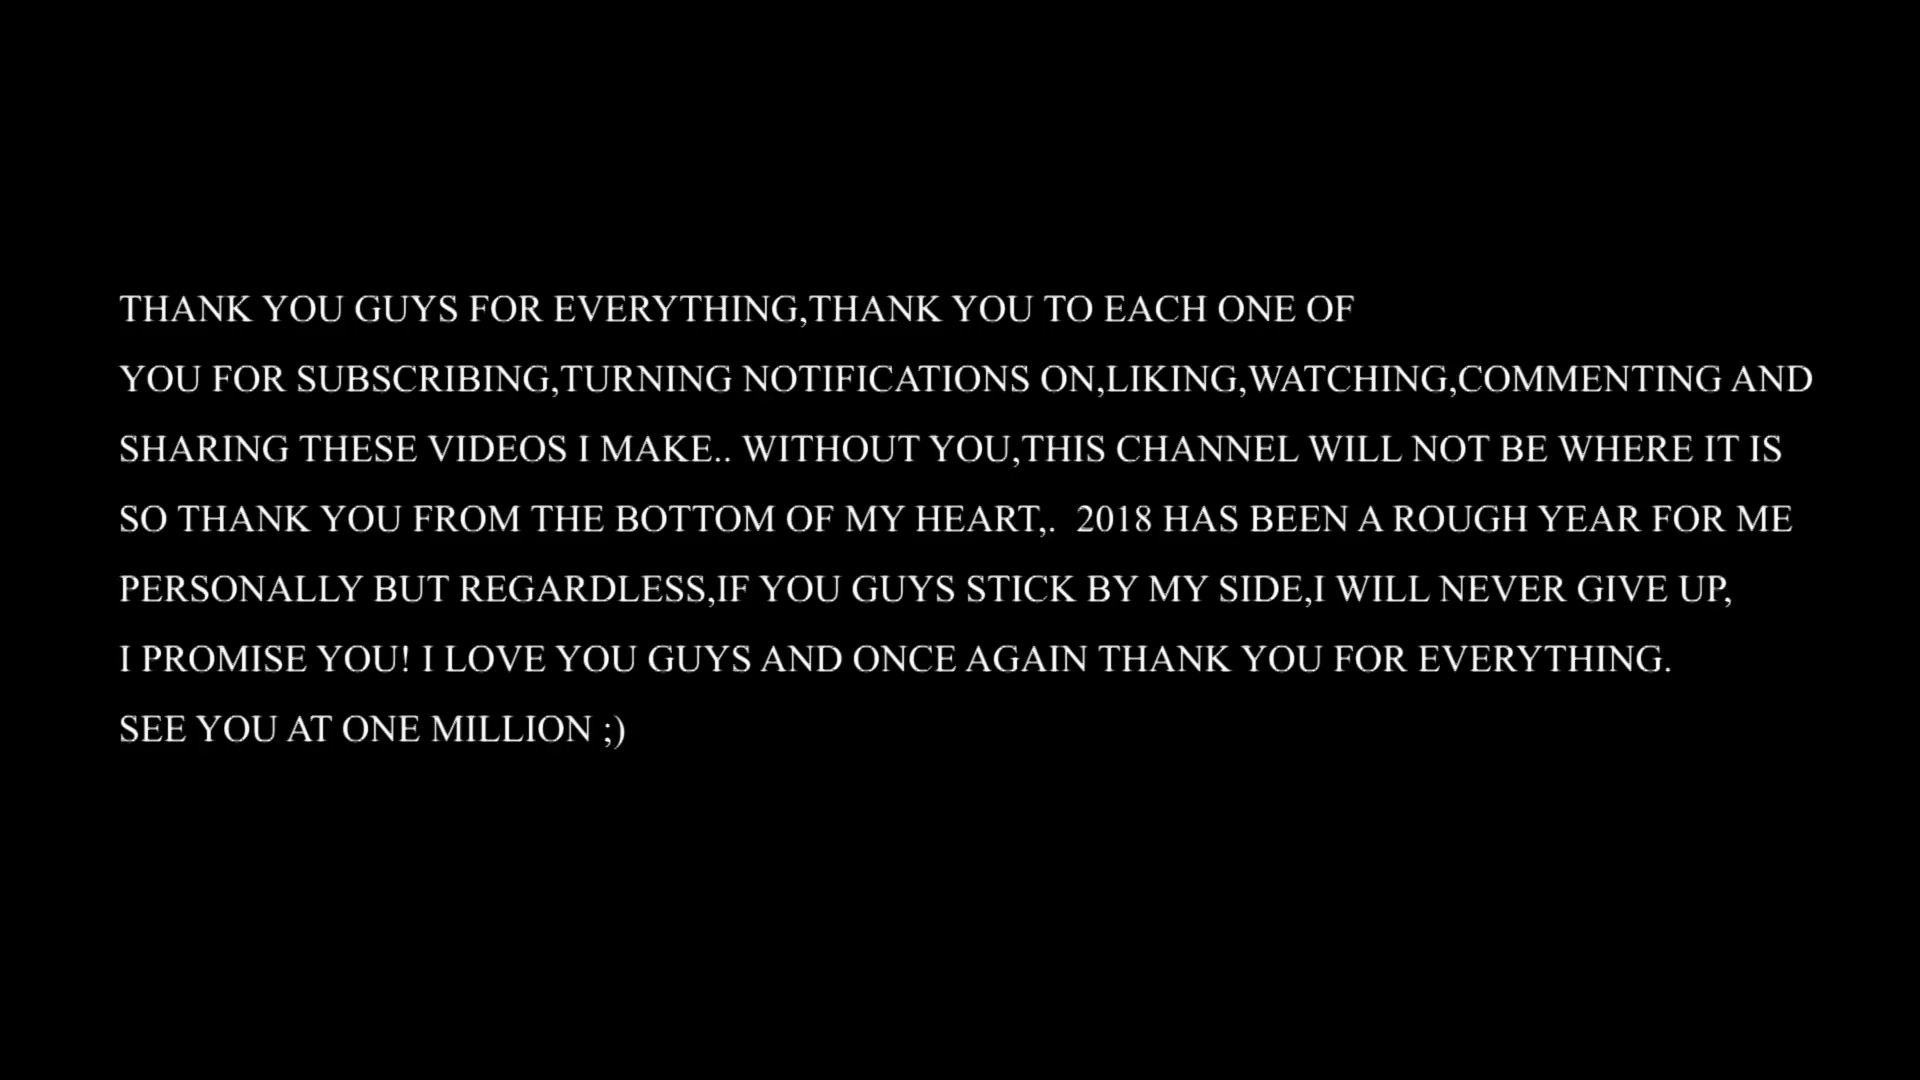 THANK YOU GUYS FOR EVERYTHING,THANK YOU TO EACH ONE OF
YOU FOR SUBSCRIBING,TURNING NOTIFICATIONS ON,LIKING,WATCHING,COMMENTING AND
SHARING THESE VIDEOS I MAKE.. WITHOUT YOU,THIS CHANNEL WILL NOT BE WHERE IT IS
SO THANK YOU FROM THE BOTTOM OF MY HEART,.  2018 HAS BEEN A ROUGH YEAR FOR ME
PERSONALLY BUT REGARDLESS,IF YOU GUYS STICK BY MY SIDE,I WILL NEVER GIVE UP,
I PROMISE YOU! I LOVE YOU GUYS AND ONCE AGAIN THANK YOU FOR EVERYTHING.
SEE YOU AT ONE MILLION ;)